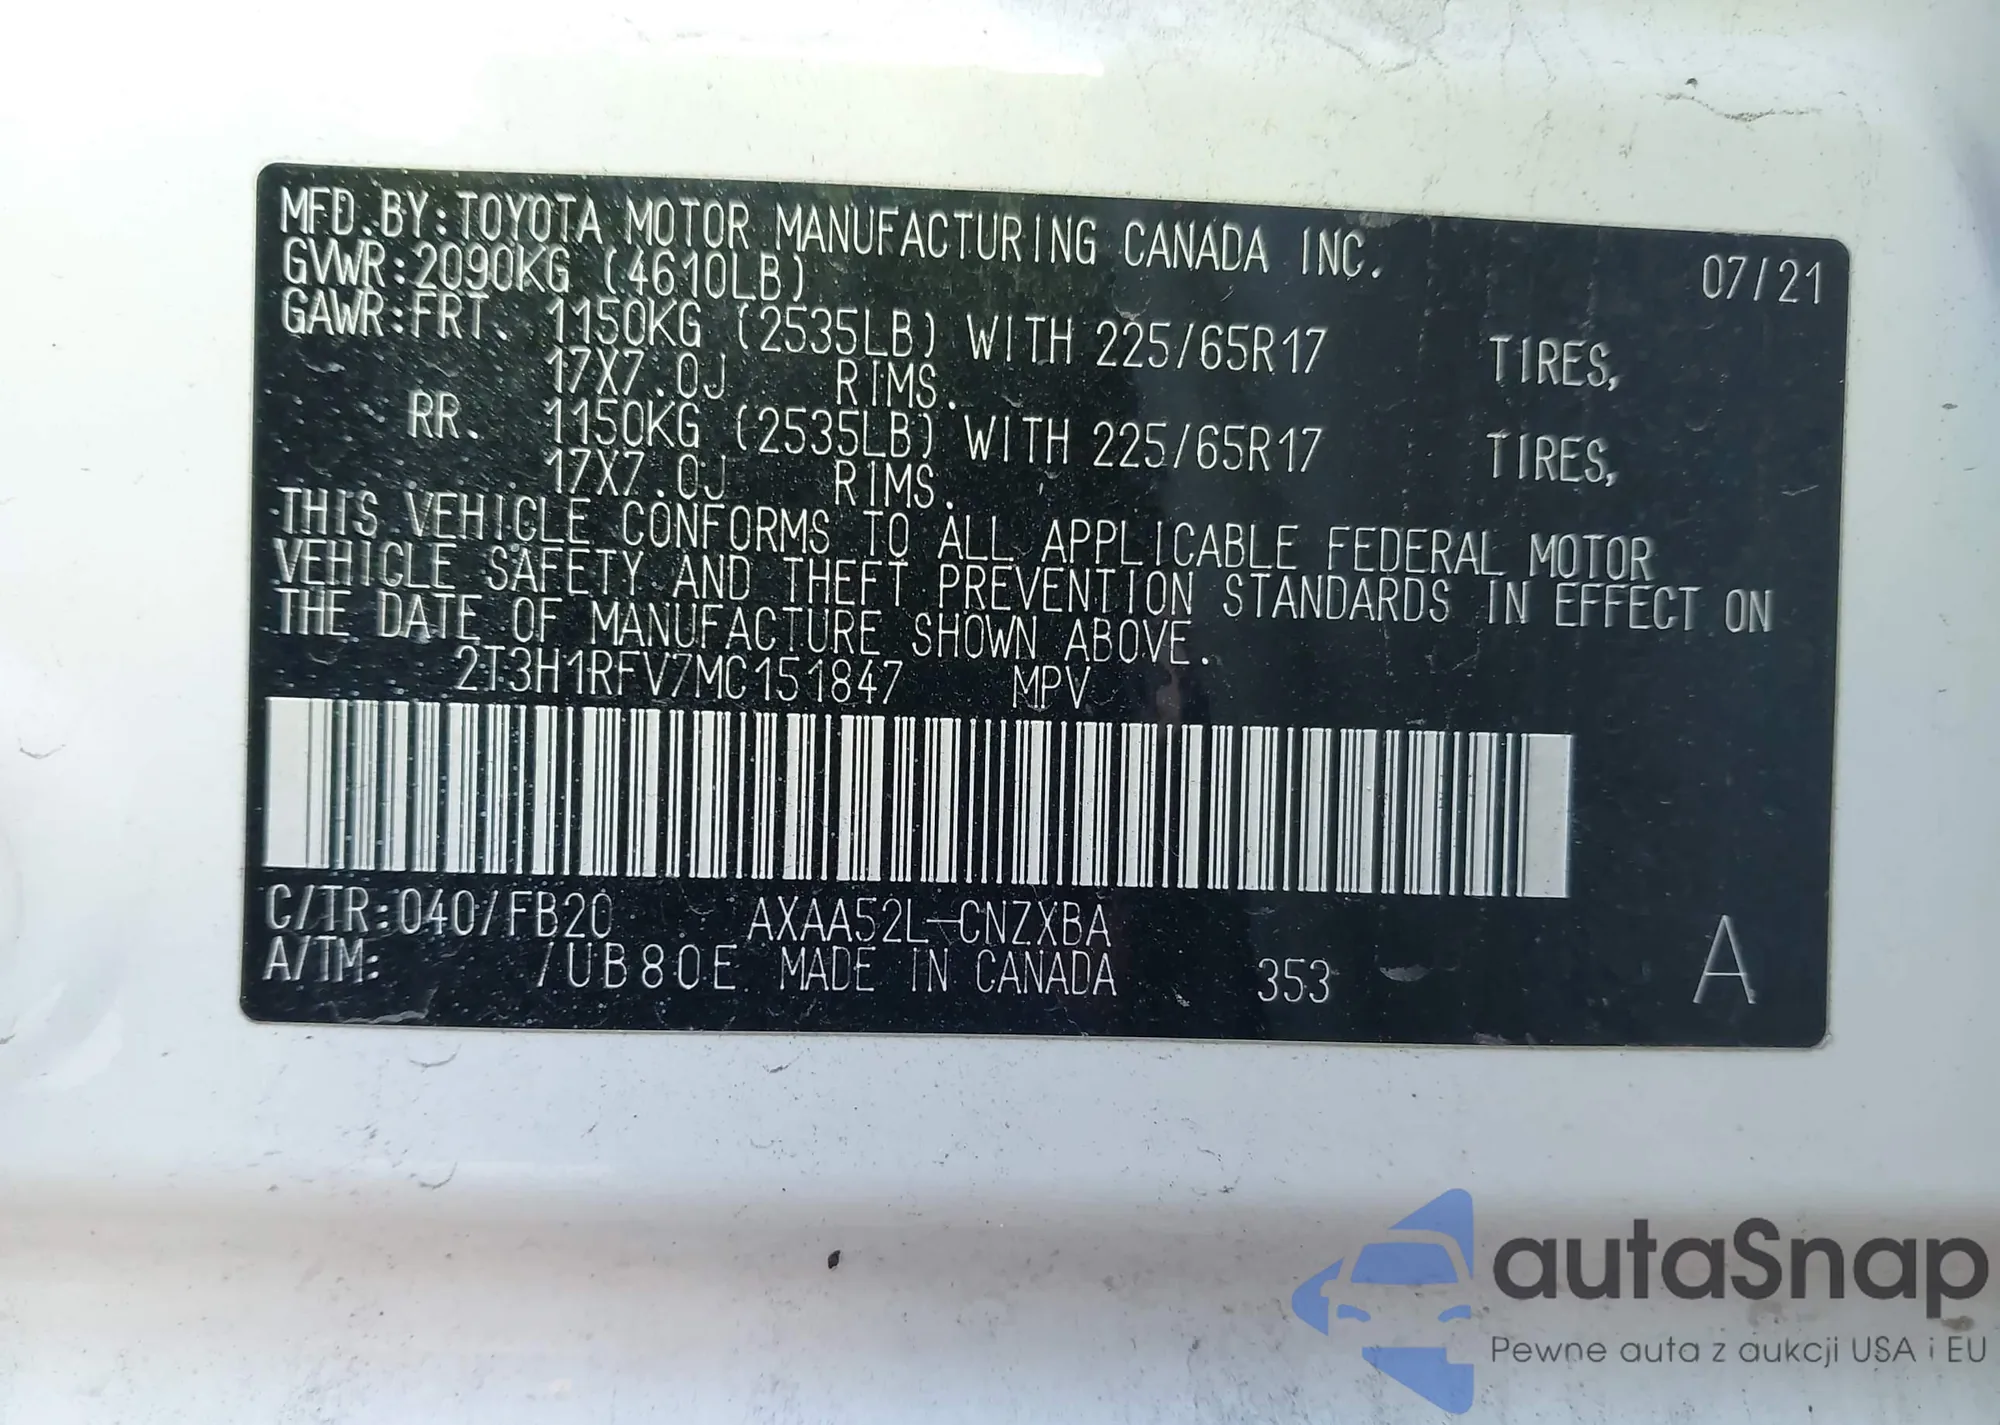 MFD.BY:TOYOTA MOTOR MANUFACTURING CANADA INC. 07/21
GVWR:2090KG (4610LB)
GAWR:FRT. 1150KG (2535LB) WITH 225/65R17 TIRES,
17X7.0J RIMS.
RR. 1150KG (2535LB) WITH 225/65R17 TIRES,
17X7.0J RIMS.
THIS VEHICLE CONFORMS TO ALL APPLICABLE FEDERAL MOTOR
VEHICLE SAFETY AND THEFT PREVENTION STANDARDS IN EFFECT ON
THE DATE OF MANUFACTURE SHOWN ABOVE.
2T3H1RFV7MC151847 MPV
C/TR:040/FB20 AXAA52L-CNZXBA
A/TM: /UB80E MADE IN CANADA 353 A
autaSnap
Pewne auta z aukcji USA i EU